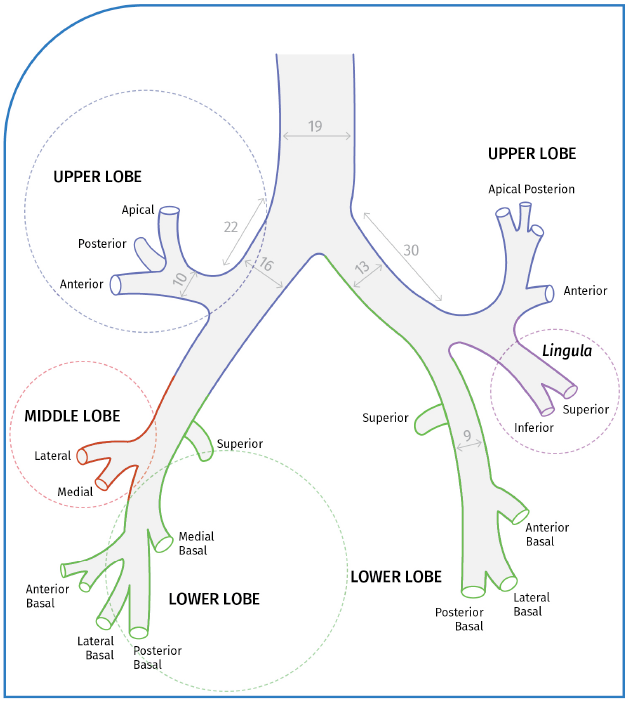 19
UPPER LOBE
UPPER LOBE
Apical Posterion
Apical
22
30
Posterior
16
13
10
Anterior
Anterior
Lingula
MIDDLE LOBE
Superior
Superior
Inferior
Superior
9
Lateral
Medial
Medial
Basal
Anterior
Basal
LOWER LOBE
LOWER LOBE
Anterior
Basal
Lateral
Basal
Posterior
Basal
Posterior
Basal
Lateral
Basal